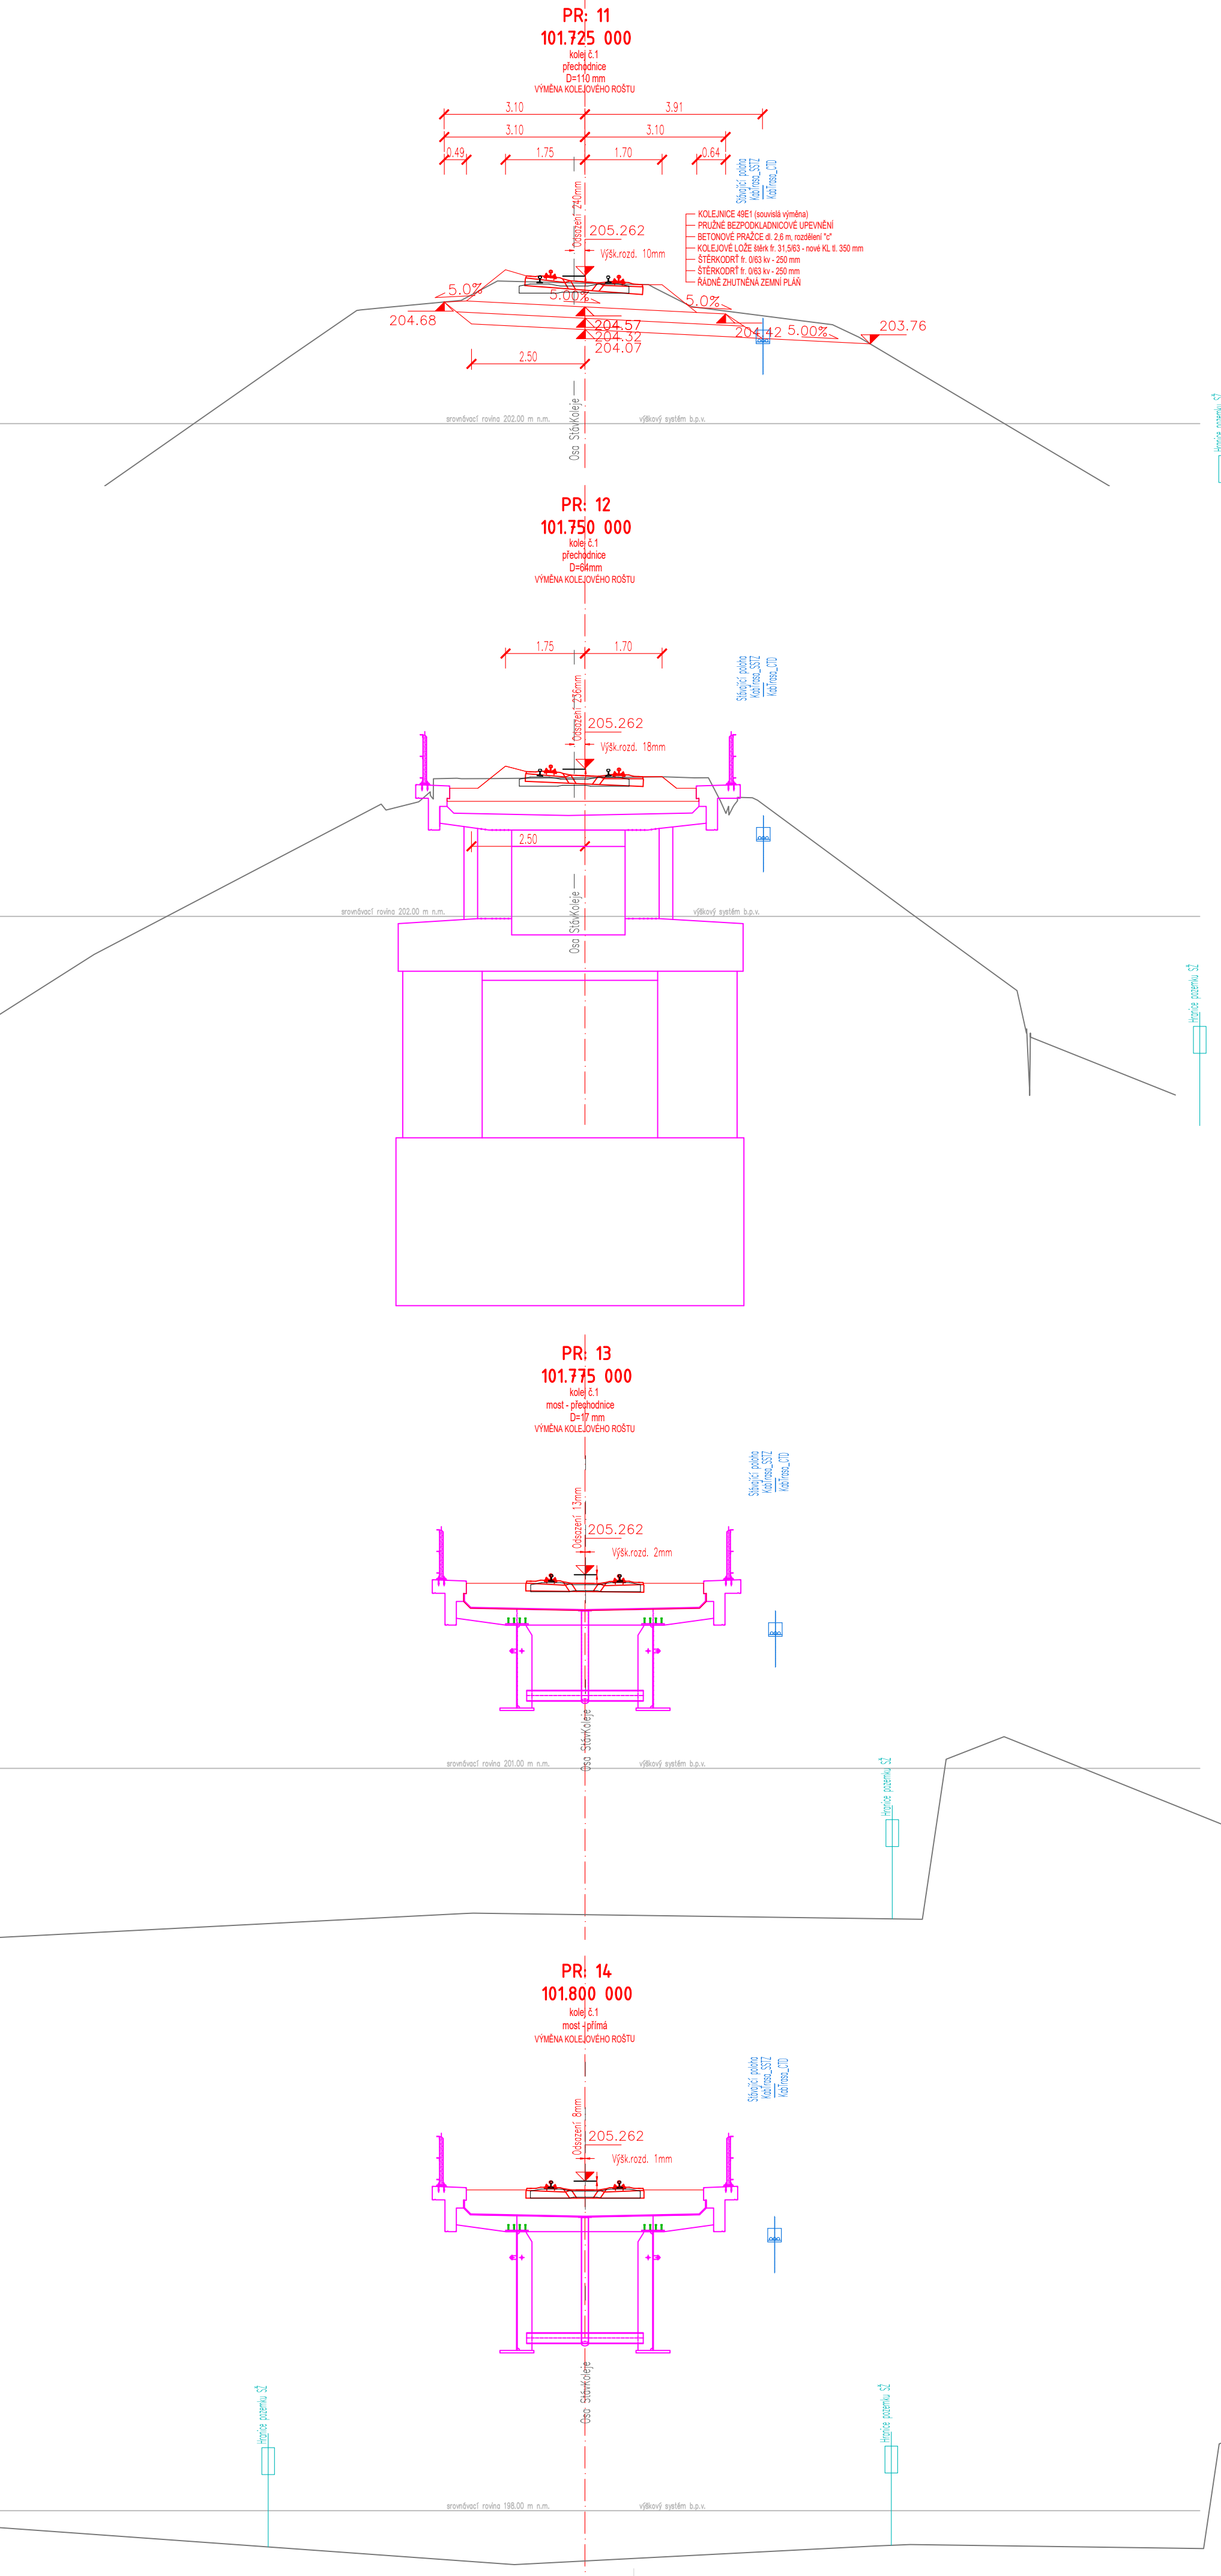 PR: 11
101.725 000
kolej č.1
přechodnice
D=110 mm
VÝMĚNA KOLEJOVÉHO ROŠTU
3.10
3.91
3.10
3.10
0.49
1.75
1.70
0.64
Stávající poloha
KabTrasa_SSTZ
KabTrasa_CTD
Odsazení 240mm
205.262
Výšk.rozd. 10mm
KOLEJNICE 49E1 (souvislá výměna)
PRUŽNÉ BEZPODKLADNICOVÉ UPEVNĚNÍ
BETONOVÉ PRAŽCE dl. 2,6 m, rozdělení "c"
KOLEJOVÉ LOŽE štěrk fr. 31,5/63 - nové KL tl. 350 mm
ŠTĚRKODRŤ fr. 0/63 kv - 250 mm
ŠTĚRKODRŤ fr. 0/63 kv - 250 mm
ŘÁDNĚ ZHUTNĚNÁ ZEMNÍ PLÁŇ
5.0%
5.00%
5.0%
204.68
204.57
204.32
204.07
204.42
5.00%
203.76
2.50
Osa StávKoleje
srovnávací rovina 202.00 m n.m.
výškový systém b.p.v.
Hranice pozemku SŽ
PR: 12
101.750 000
kolej č.1
přechodnice
D=64mm
VÝMĚNA KOLEJOVÉHO ROŠTU
1.75
1.70
Stávající poloha
KabTrasa_SSTZ
KabTrasa_CTD
Odsazení 236mm
205.262
Výšk.rozd. 18mm
2.50
Osa StávKoleje
srovnávací rovina 202.00 m n.m.
výškový systém b.p.v.
Hranice pozemku SŽ
PR: 13
101.775 000
kolej č.1
most - přechodnice
D=17 mm
VÝMĚNA KOLEJOVÉHO ROŠTU
Stávající poloha
KabTrasa_SSTZ
KabTrasa_CTD
Odsazení 13mm
205.262
Výšk.rozd. 2mm
Osa StávKoleje
srovnávací rovina 201.00 m n.m.
výškový systém b.p.v.
Hranice pozemku SŽ
PR: 14
101.800 000
kolej č.1
most - přímá
VÝMĚNA KOLEJOVÉHO ROŠTU
Stávající poloha
KabTrasa_SSTZ
KabTrasa_CTD
Odsazení 8mm
205.262
Výšk.rozd. 1mm
Osa StávKoleje
Hranice pozemku SŽ
Hranice pozemku SŽ
srovnávací rovina 198.00 m n.m.
výškový systém b.p.v.